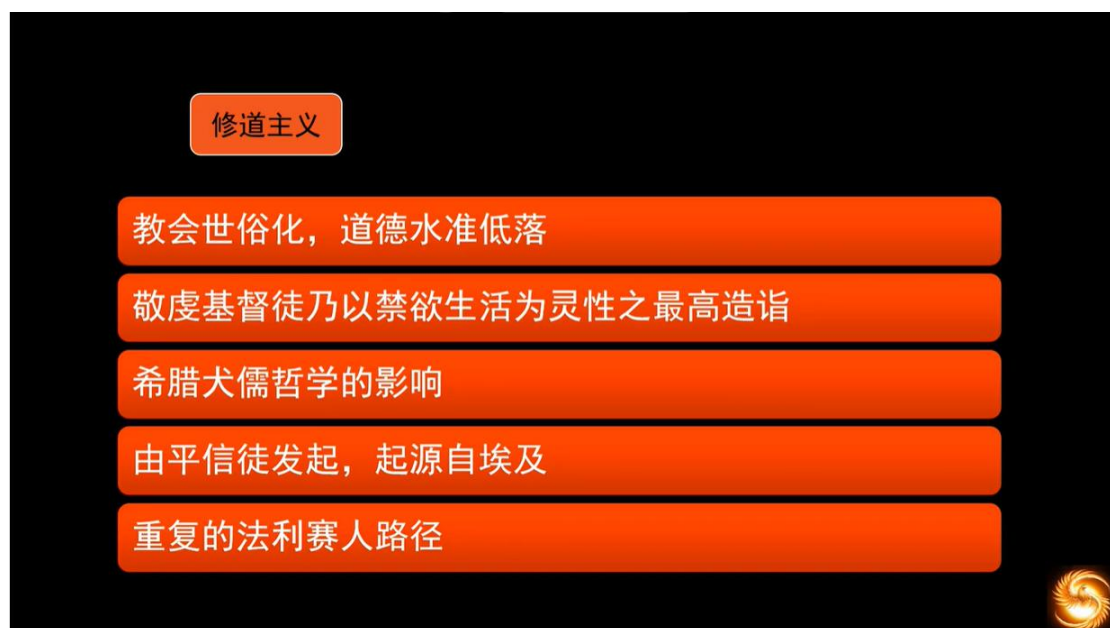 修道主义
教会世俗化，道德水准低落
敬虔基督徒乃以禁欲生活为灵性之最高造诣
希腊犬儒哲学的影响
由平信徒发起，起源自埃及
重复的法利赛人路径